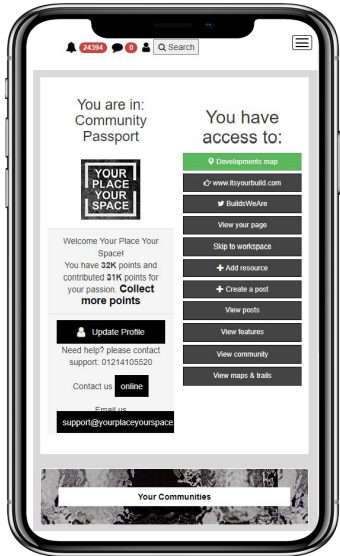 24394 0 Search
You are in:
Community
Passport
YOUR
PLACE
YOUR
SPACE
Welcome Your Place Your
Space!
You have 32K points and
contributed 31K points for
your passion. Collect
more points
Update Profile
Need help? please contact
support: 01214105520
Contact us online
Email us
support@yourplaceyourspace.
You have
access to:
Developments map
www.itsyourbuild.com
BuildsWeAre
View your page
Skip to workspace
Add resource
Create a post
View posts
View features
View community
View maps & trails
Your Communities